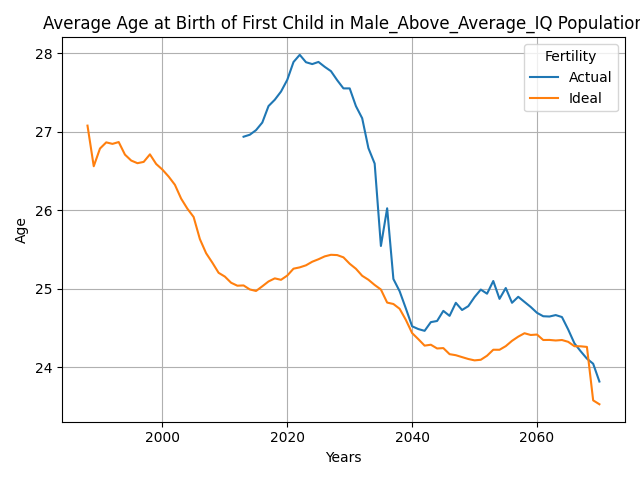 Average Age at Birth of First Child in Male_Above_Average_IQ Population
Fertility
Actual
Ideal
28
27
26
25
24
Age
2000
2020
2040
2060
Years